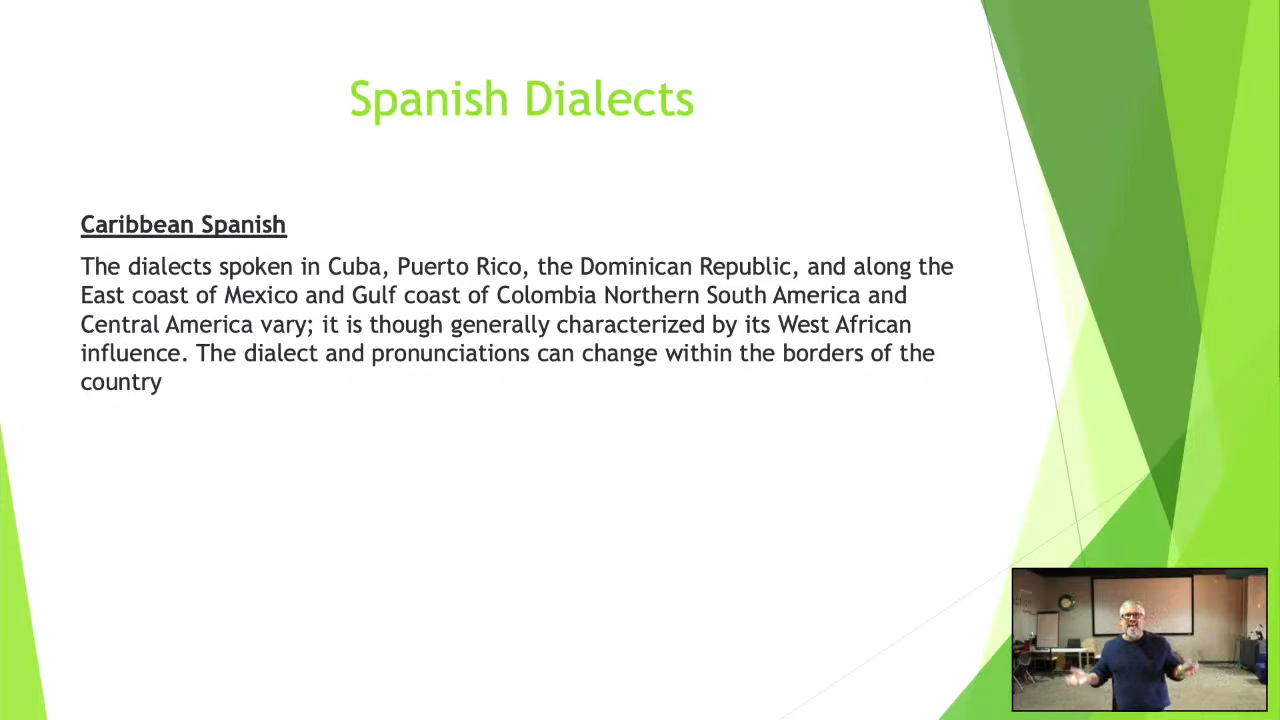 Spanish Dialects
Caribbean Spanish
The dialects spoken in Cuba, Puerto Rico, the Dominican Republic, and along the
East coast of Mexico and Gulf coast of Colombia Northern South America and
Central America vary; it is though generally characterized by its West African
influence. The dialect and pronunciations can change within the borders of the
country